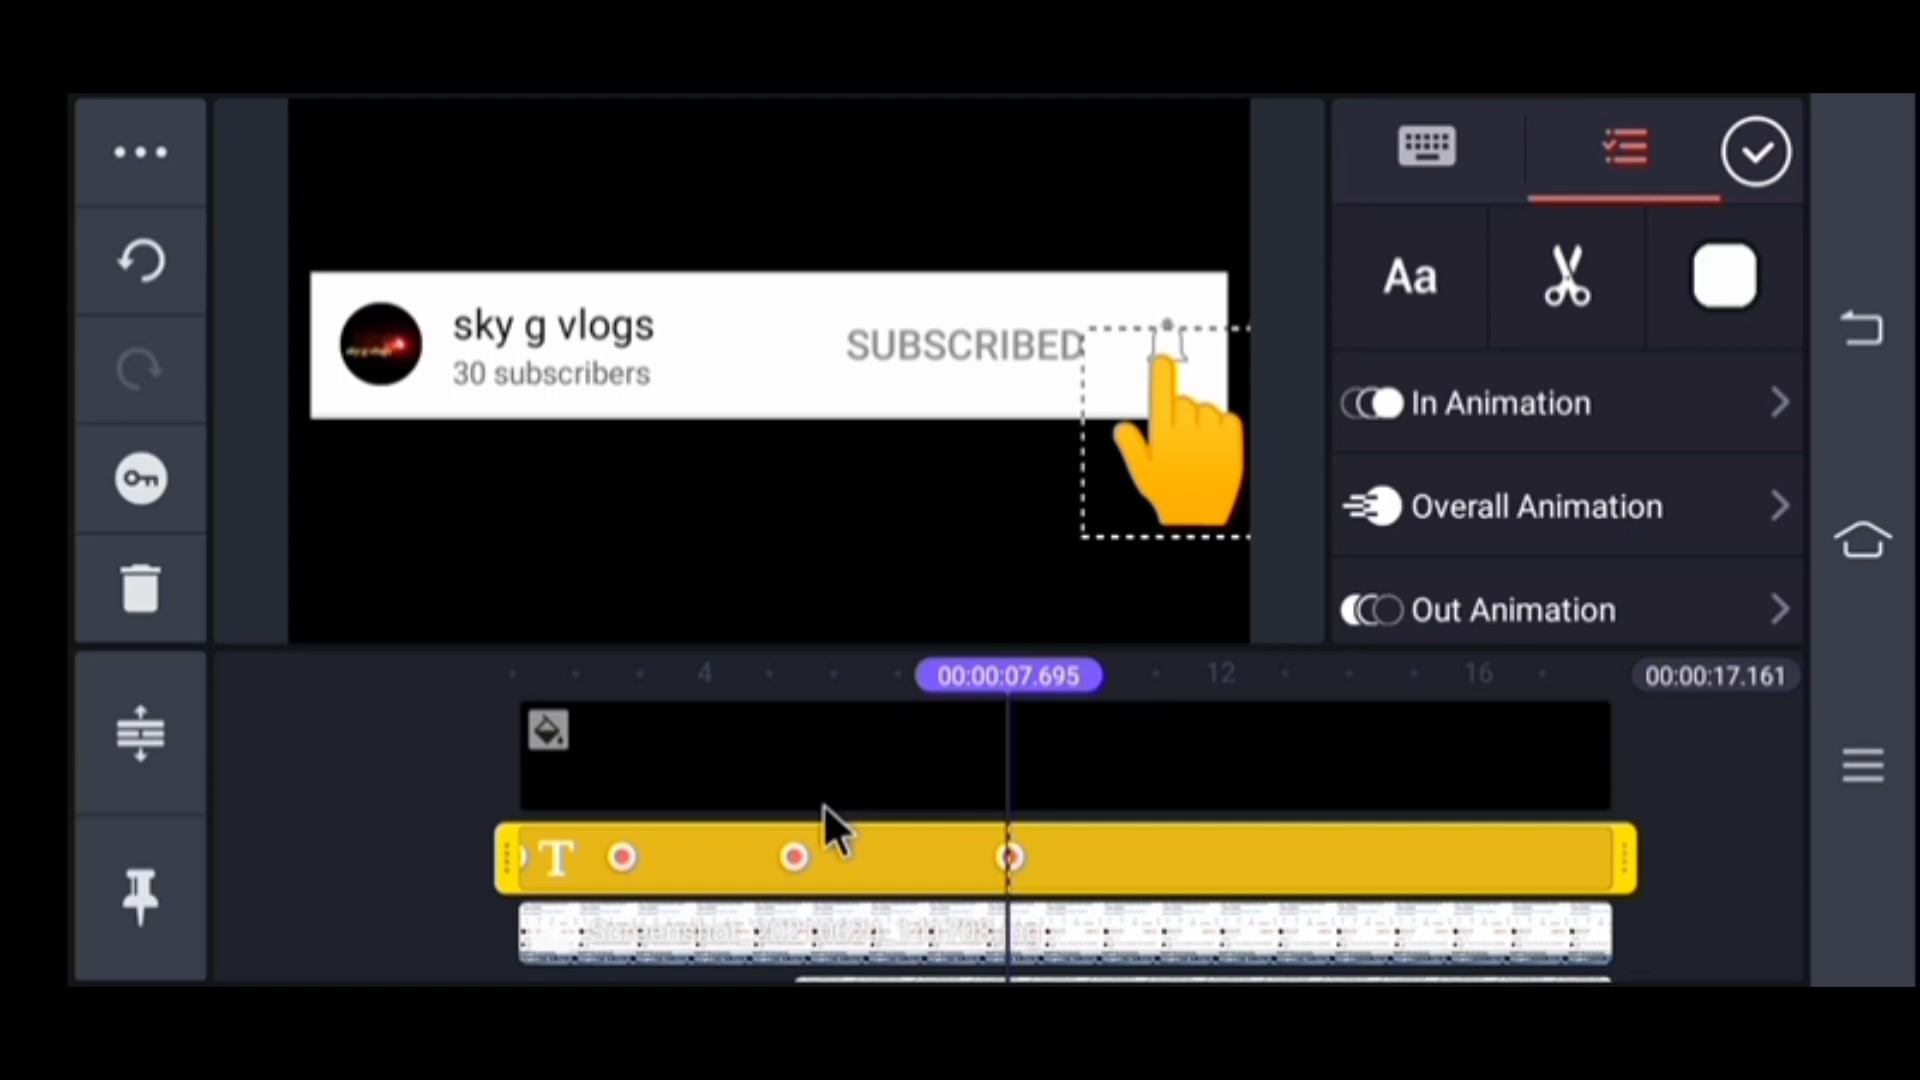 Aa
sky g vlogs
30 subscribers
SUBSCRIBED
In Animation
Overall Animation
Out Animation
4
00:00:07.695
12
16
00:00:17.161
T